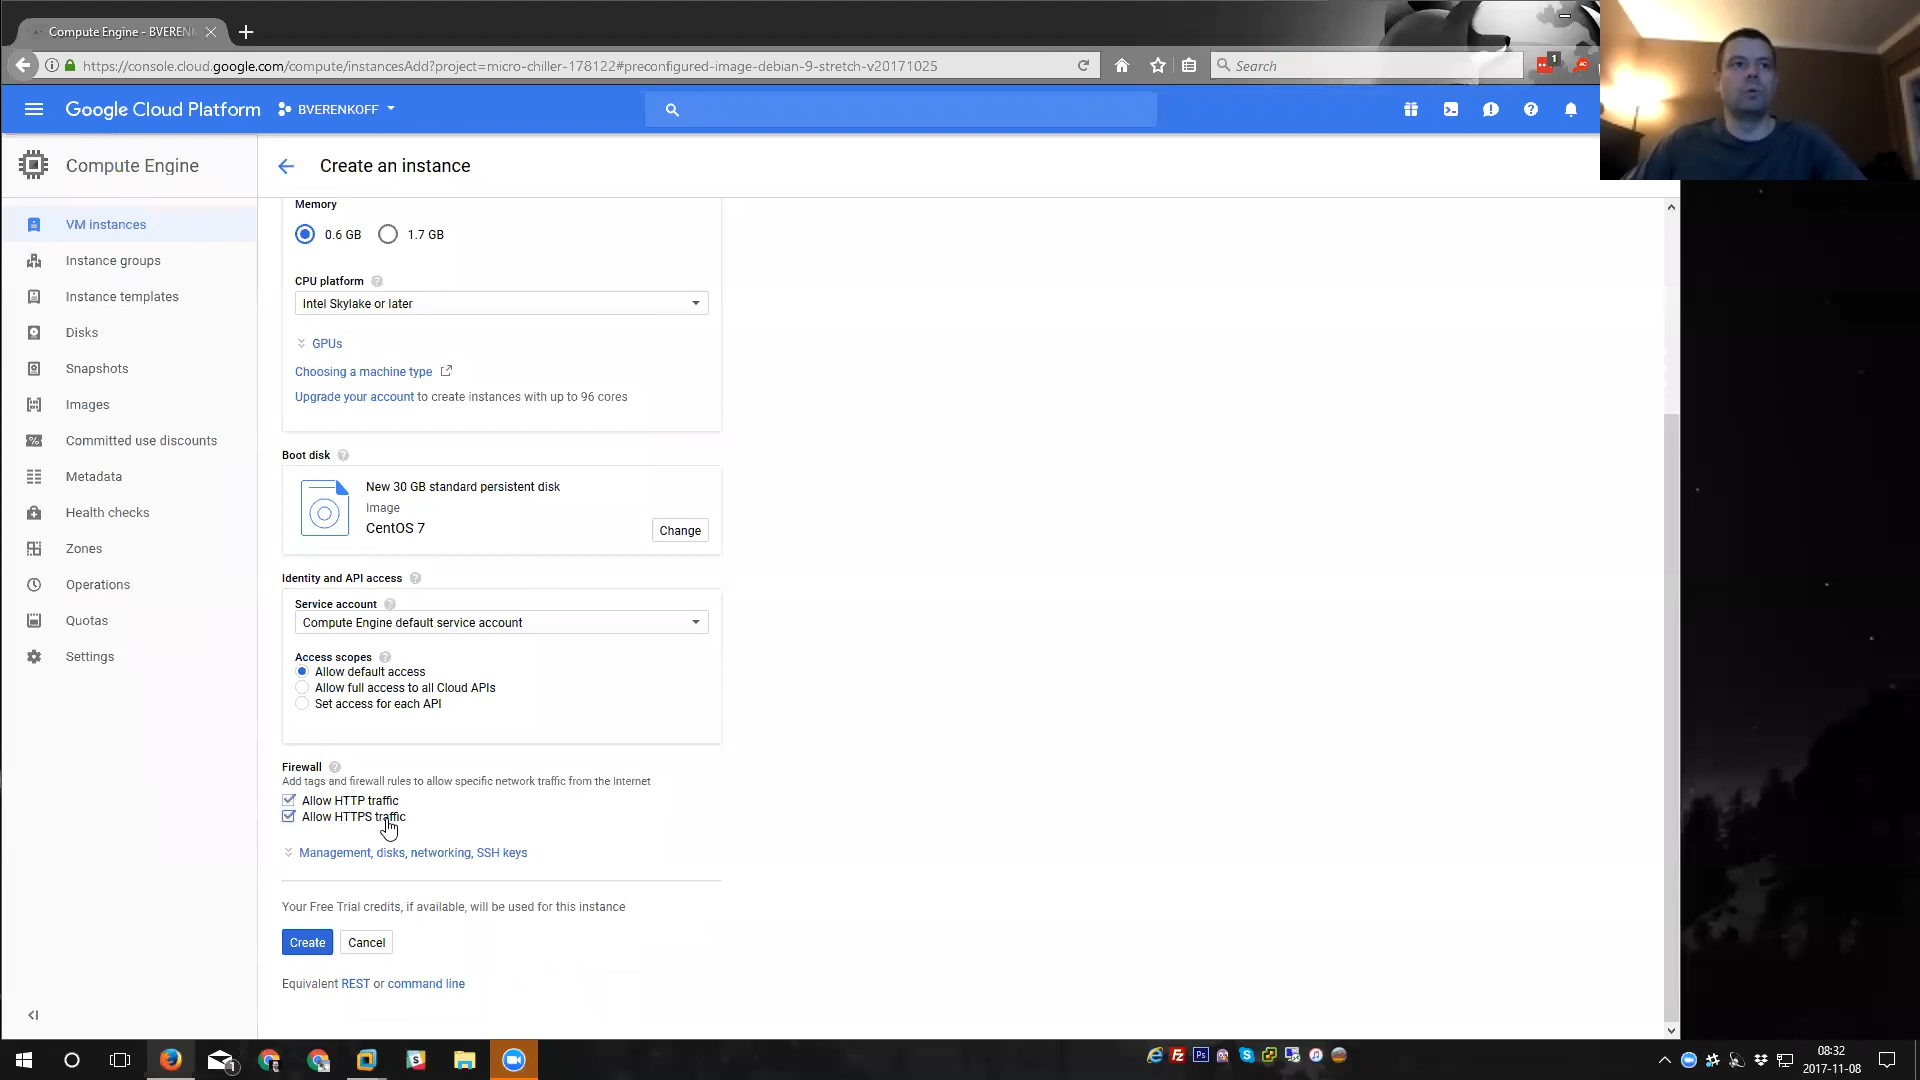 Compute Engine - BVEREN
https://console.cloud.google.com/compute/instancesAdd?project=micro-chiller-178122#preconfigured-image-debian-9-stretch-v20171025
Search
1
Google Cloud Platform
BVERENKOFF
Compute Engine
Create an instance
VM instances
Instance groups
Instance templates
Disks
Snapshots
Images
Committed use discounts
Metadata
Health checks
Zones
Operations
Quotas
Settings
Memory
0.6 GB 1.7 GB
CPU platform
Intel Skylake or later
GPUs
Choosing a machine type
Upgrade your account to create instances with up to 96 cores
Boot disk
New 30 GB standard persistent disk
Image
CentOS 7
Change
Identity and API access
Service account
Compute Engine default service account
Access scopes
Allow default access
Allow full access to all Cloud APIs
Set access for each API
Firewall
Add tags and firewall rules to allow specific network traffic from the Internet
Allow HTTP traffic
Allow HTTPS traffic
Management, disks, networking, SSH keys
Your Free Trial credits, if available, will be used for this instance
Create Cancel
Equivalent REST or command line
08:32
2017-11-08